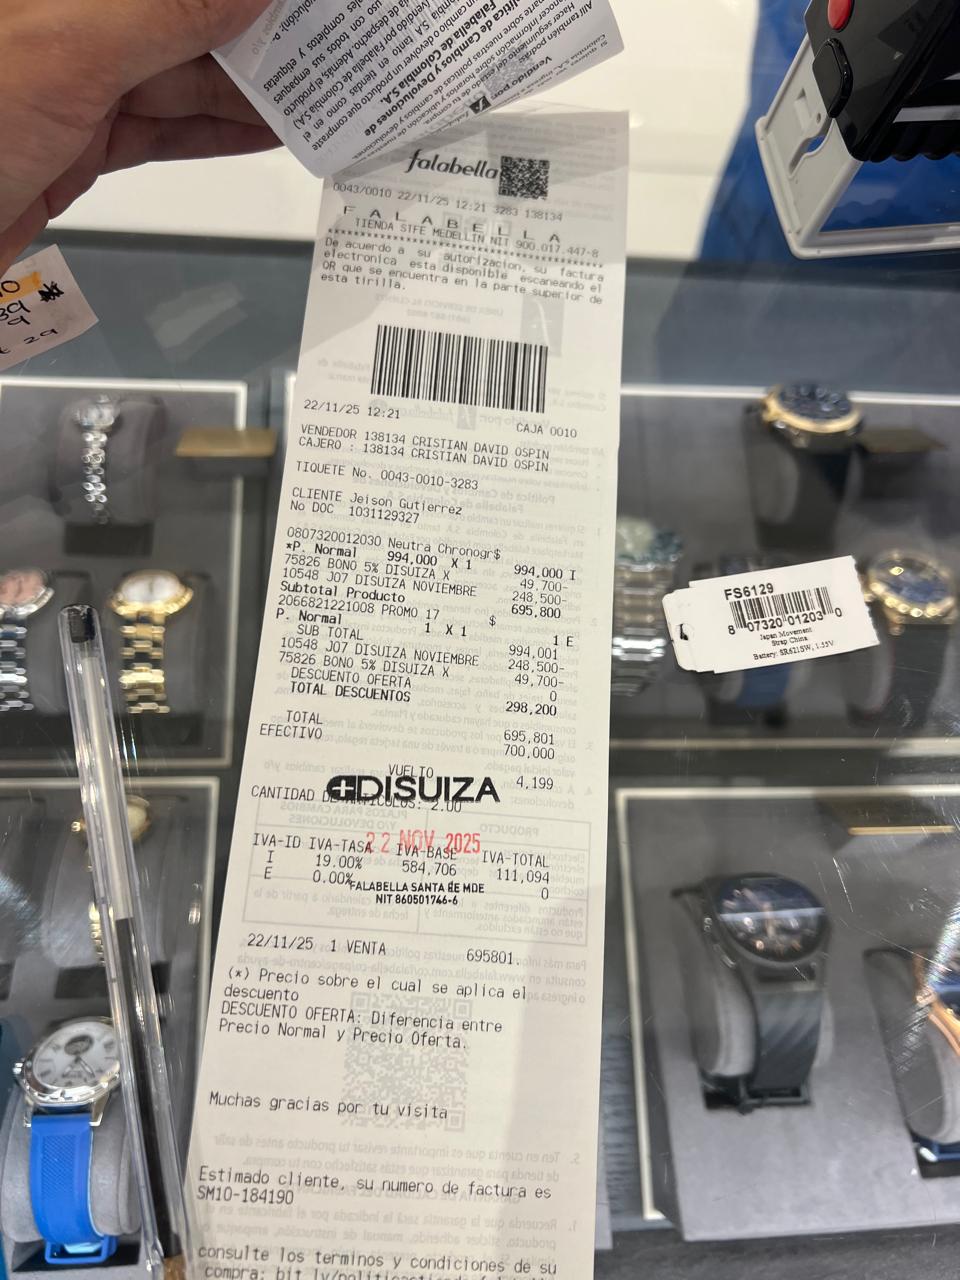 Política de Cambios y Devoluciones de
Falabella de Colombia S.A.
falabella
0043/0010 22/11/25 12:21 3283 138134
F A L A B E L L A
TIENDA STFE MEDELLIN NIT 900.017.447-8
****************************************
De acuerdo a su autorizacion, su factura
electronica esta disponible escaneando el
QR que se encuentra en la parte superior de
esta tirilla.
22/11/25 12:21 CAJA 0010
VENDEDOR 138134 CRISTIAN DAVID OSPIN
CAJERO : 138134 CRISTIAN DAVID OSPIN
TIQUETE No. 0043-0010-3283
CLIENTE Jeison Gutierrez
No DOC 1031129327
0807320012030 Neutra Chronogr$ 994,000 I
*P. Normal 994,000 X 1
75826 BONO 5% DISUIZA X 49,700-
10548 J07 DISUIZA NOVIEMBRE 248,500-
Subtotal Producto 695,800
2066821221008 PROMO 17 $ 1 E
P. Normal 1 X 1
SUB TOTAL 994,001
10548 J07 DISUIZA NOVIEMBRE 248,500-
75826 BONO 5% DISUIZA X 49,700-
DESCUENTO OFERTA 0
TOTAL DESCUENTOS 298,200
TOTAL 695,801
EFECTIVO 700,000
VUELTO 4,199
DISUIZA
CANTIDAD DE ARTICULOS: 2.00
22 NOV 2025
IVA-ID IVA-TASA IVA-BASE IVA-TOTAL
I 19.00% 584,706 111,094
E 0.00% 0
FALABELLA SANTA FE MDE
NIT 860501746-6
22/11/25 1 VENTA 695801.
(*) Precio sobre el cual se aplica el
descuento
DESCUENTO OFERTA: Diferencia entre
Precio Normal y Precio Oferta.
Muchas gracias por tu visita
Estimado cliente, su numero de factura es
SM10-184190
consulte los terminos y condiciones de su
FS6129
8 07320 01203 0
Japan Movement
Strap China
Battery: SR621SW, 1.55V